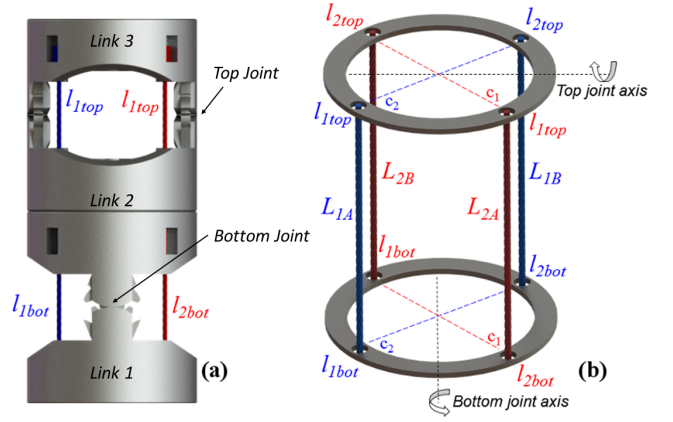 Link 3
l1top
l1top
Top Joint
Link 2
Bottom Joint
l1bot
l2bot
Link 1
(a)
l2top
l2top
Top joint axis
c2
c1
l1top
l1top
L2B
L1B
L1A
L2A
l1bot
l2bot
c2
c1
l1bot
l2bot
(b)
Bottom joint axis